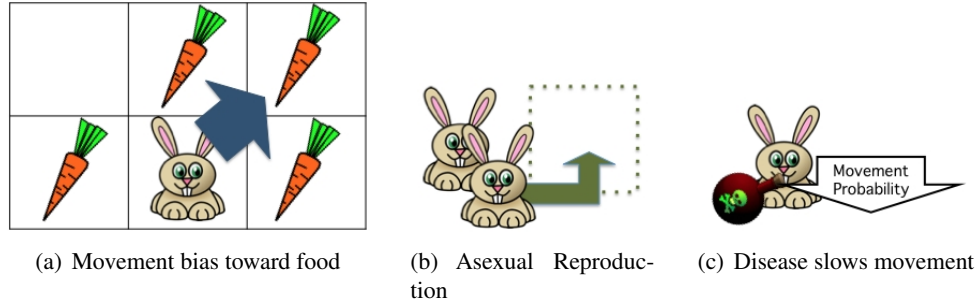 Movement
Probability
(a) Movement bias toward food
(b) Asexual Reproduc-
tion
(c) Disease slows movement